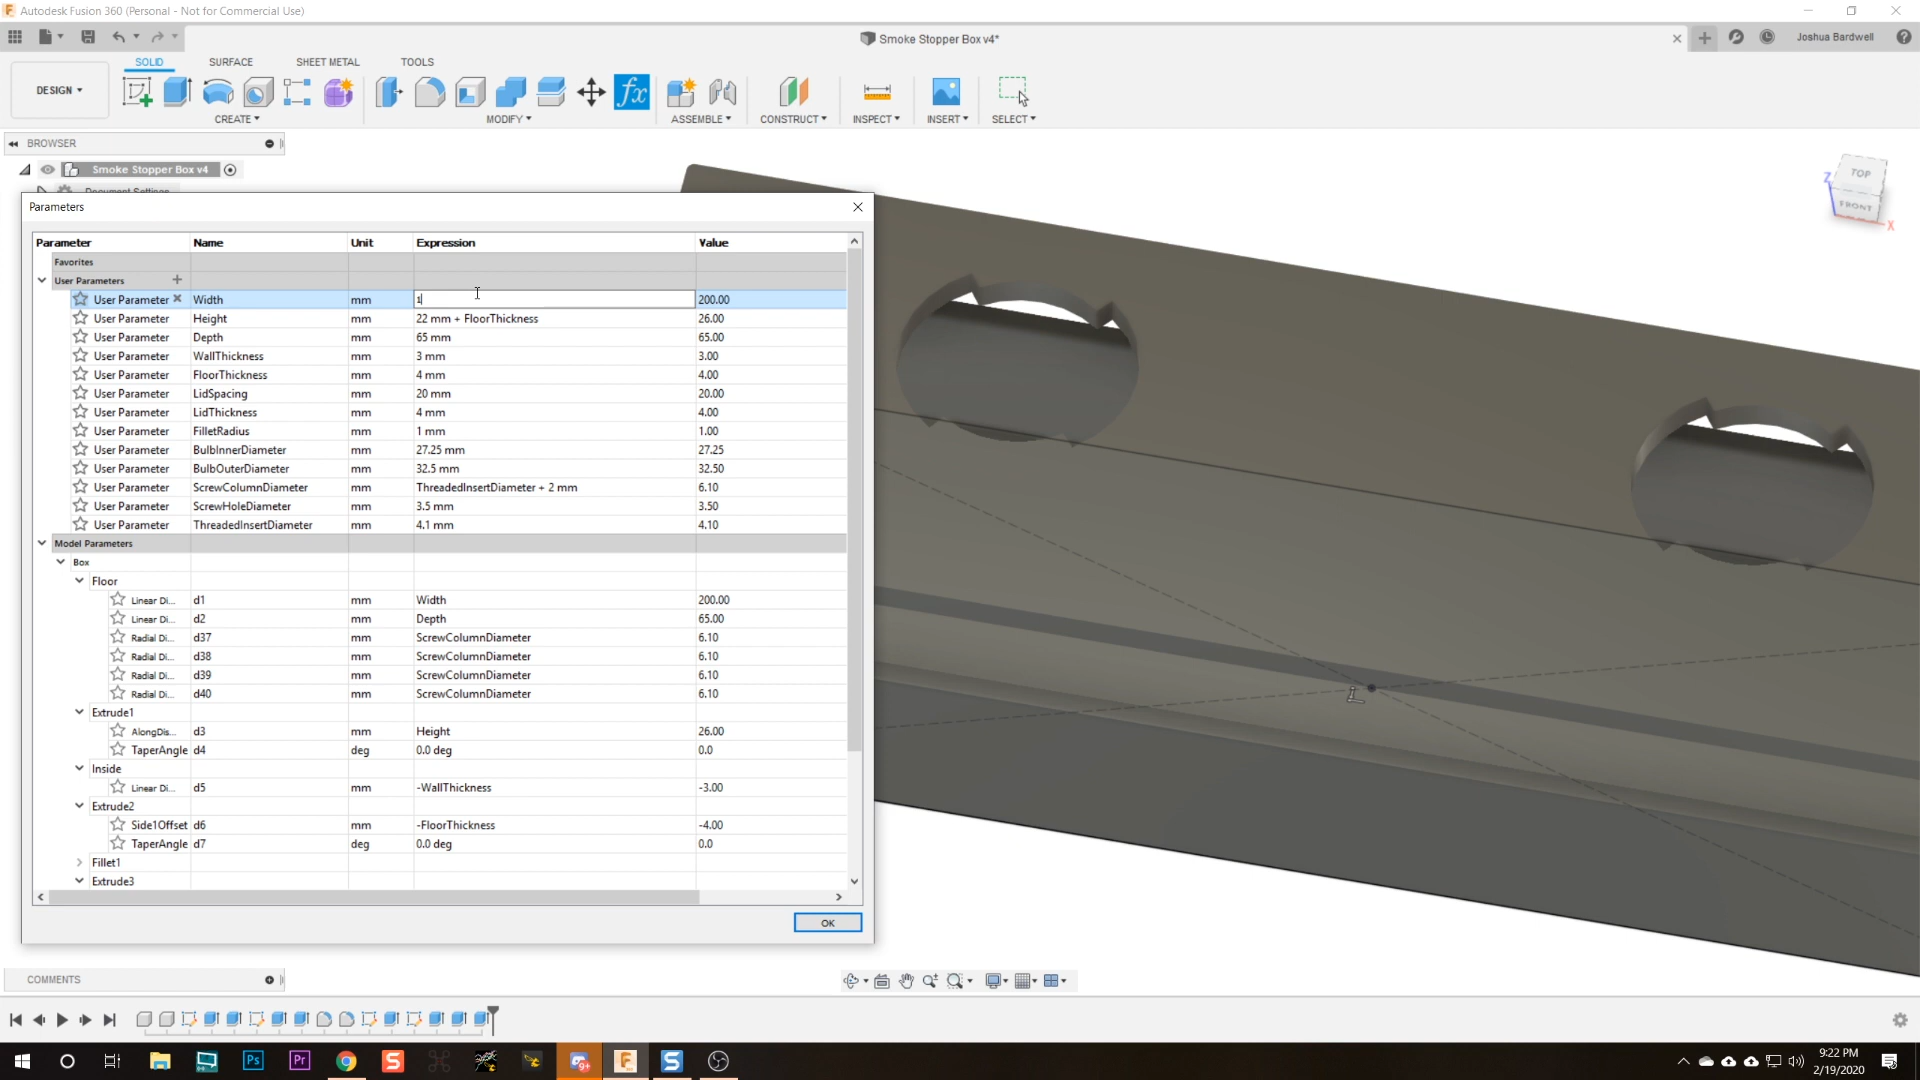 Autodesk Fusion 360 (Personal - Not for Commercial Use)
Smoke Stopper Box v4*
Joshua Bardwell
SOLID SURFACE SHEET METAL TOOLS
DESIGN
CREATE MODIFY ASSEMBLE CONSTRUCT INSPECT INSERT SELECT
BROWSER
Smoke Stopper Box v4
Document Settings
TOP
FRONT
Z
X
Parameters
Parameter Name Unit Expression Value
Favorites
User Parameters
User Parameter Width mm 1 200.00
User Parameter Height mm 22 mm + FloorThickness 26.00
User Parameter Depth mm 65 mm 65.00
User Parameter WallThickness mm 3 mm 3.00
User Parameter FloorThickness mm 4 mm 4.00
User Parameter LidSpacing mm 20 mm 20.00
User Parameter LidThickness mm 4 mm 4.00
User Parameter FilletRadius mm 1 mm 1.00
User Parameter BulbInnerDiameter mm 27.25 mm 27.25
User Parameter BulbOuterDiameter mm 32.5 mm 32.50
User Parameter ScrewColumnDiameter mm ThreadedInsertDiameter + 2 mm 6.10
User Parameter ScrewHoleDiameter mm 3.5 mm 3.50
User Parameter ThreadedInsertDiameter mm 4.1 mm 4.10
Model Parameters
Box
Floor
Linear Di... d1 mm Width 200.00
Linear Di... d2 mm Depth 65.00
Radial Di... d37 mm ScrewColumnDiameter 6.10
Radial Di... d38 mm ScrewColumnDiameter 6.10
Radial Di... d39 mm ScrewColumnDiameter 6.10
Radial Di... d40 mm ScrewColumnDiameter 6.10
Extrude1
AlongDis... d3 mm Height 26.00
TaperAngle d4 deg 0.0 deg 0.0
Inside
Linear Di... d5 mm -WallThickness -3.00
Extrude2
Side1Offset d6 mm -FloorThickness -4.00
TaperAngle d7 deg 0.0 deg 0.0
Fillet1
Extrude3
OK
COMMENTS
9:22 PM
2/19/2020